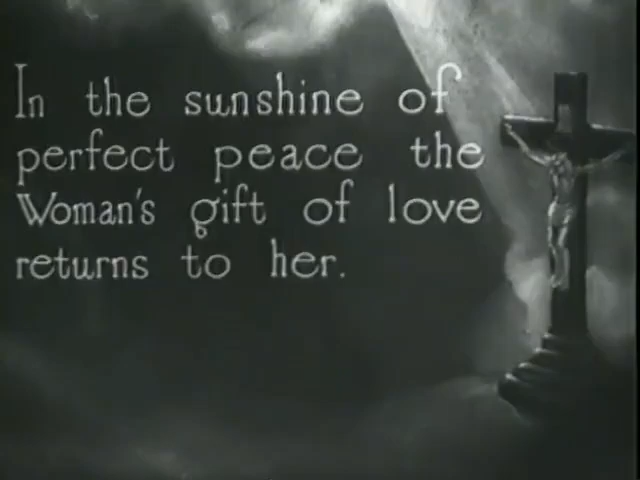 In the sunshine of
perfect peace the
Woman's gift of love
returns to her.